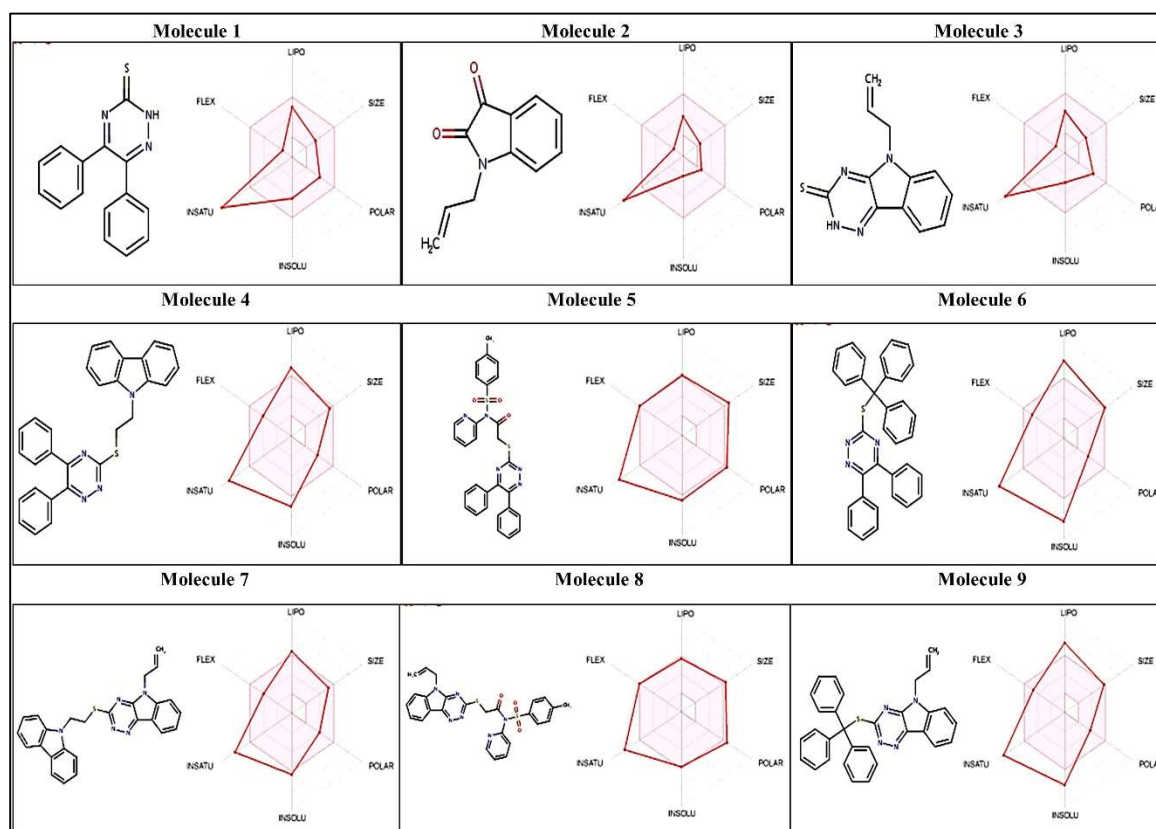 Molecule 1
Molecule 2
Molecule 3
S
N
NH
N
LIPO
FLEX
SIZE
INSATU
POLAR
INSOLU
O
O
N
H₂C
LIPO
FLEX
SIZE
INSATU
POLAR
INSOLU
CH₂
N
N
S
HN
N
LIPO
FLEX
SIZE
INSATU
POLAR
INSOLU
Molecule 4
Molecule 5
Molecule 6
N
S
N
N
N
LIPO
FLEX
SIZE
INSATU
POLAR
INSOLU
O
S
O
N
N
O
S
N
N
N
LIPO
FLEX
SIZE
INSATU
POLAR
INSOLU
S
N
N
N
LIPO
FLEX
SIZE
INSATU
POLAR
INSOLU
Molecule 7
Molecule 8
Molecule 9
N
N
S
N
N
N
LIPO
FLEX
SIZE
INSATU
POLAR
INSOLU
H₂C
N
N
S
O
N
N
N
S
O
O
N
LIPO
FLEX
SIZE
INSATU
POLAR
INSOLU
N
N
S
N
N
LIPO
FLEX
SIZE
INSATU
POLAR
INSOLU